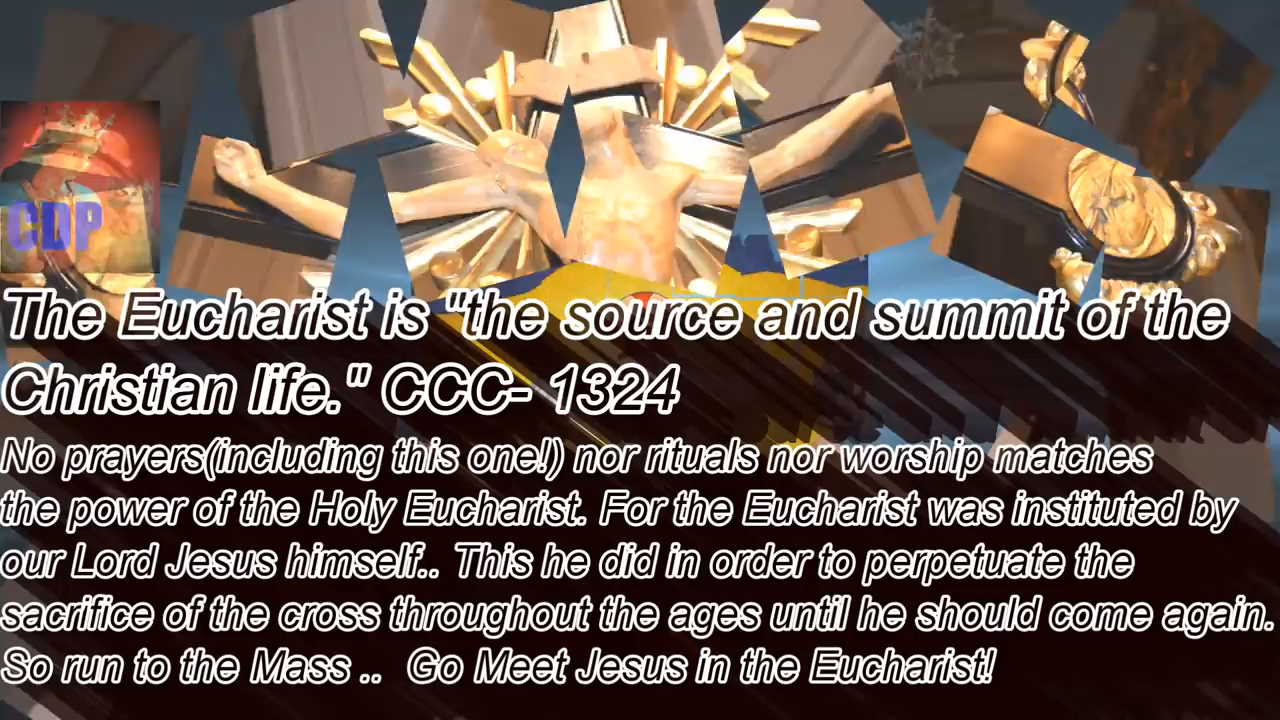 CDP
The Eucharist is "the source and summit of the
Christian life." CCC- 1324
No prayers(including this one!) nor rituals nor worship matches
the power of the Holy Eucharist. For the Eucharist was instituted by
our Lord Jesus himself.. This he did in order to perpetuate the
sacrifice of the cross throughout the ages until he should come again.
So run to the Mass .. Go Meet Jesus in the Eucharist!